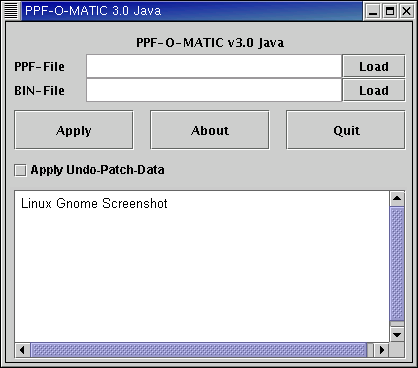 PPF-O-MATIC 3.0 Java
PPF-O-MATIC v3.0 Java
PPF-File
Load
BIN-File
Load
Apply
About
Quit
Apply Undo-Patch-Data
Linux Gnome Screenshot